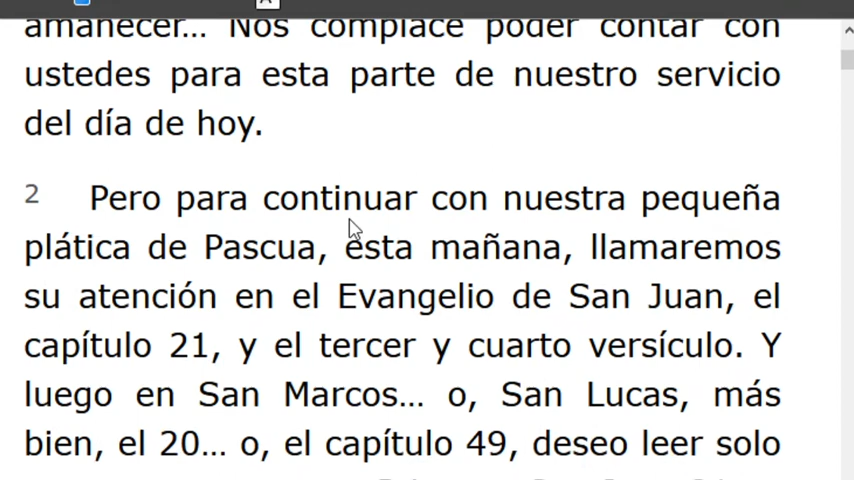 amanecer... Nos complace poder contar con
ustedes para esta parte de nuestro servicio
del día de hoy.
2 Pero para continuar con nuestra pequeña
plática de Pascua, esta mañana, llamaremos
su atención en el Evangelio de San Juan, el
capítulo 21, y el tercer y cuarto versículo. Y
luego en San Marcos... o, San Lucas, más
bien, el 20... o, el capítulo 49, deseo leer solo